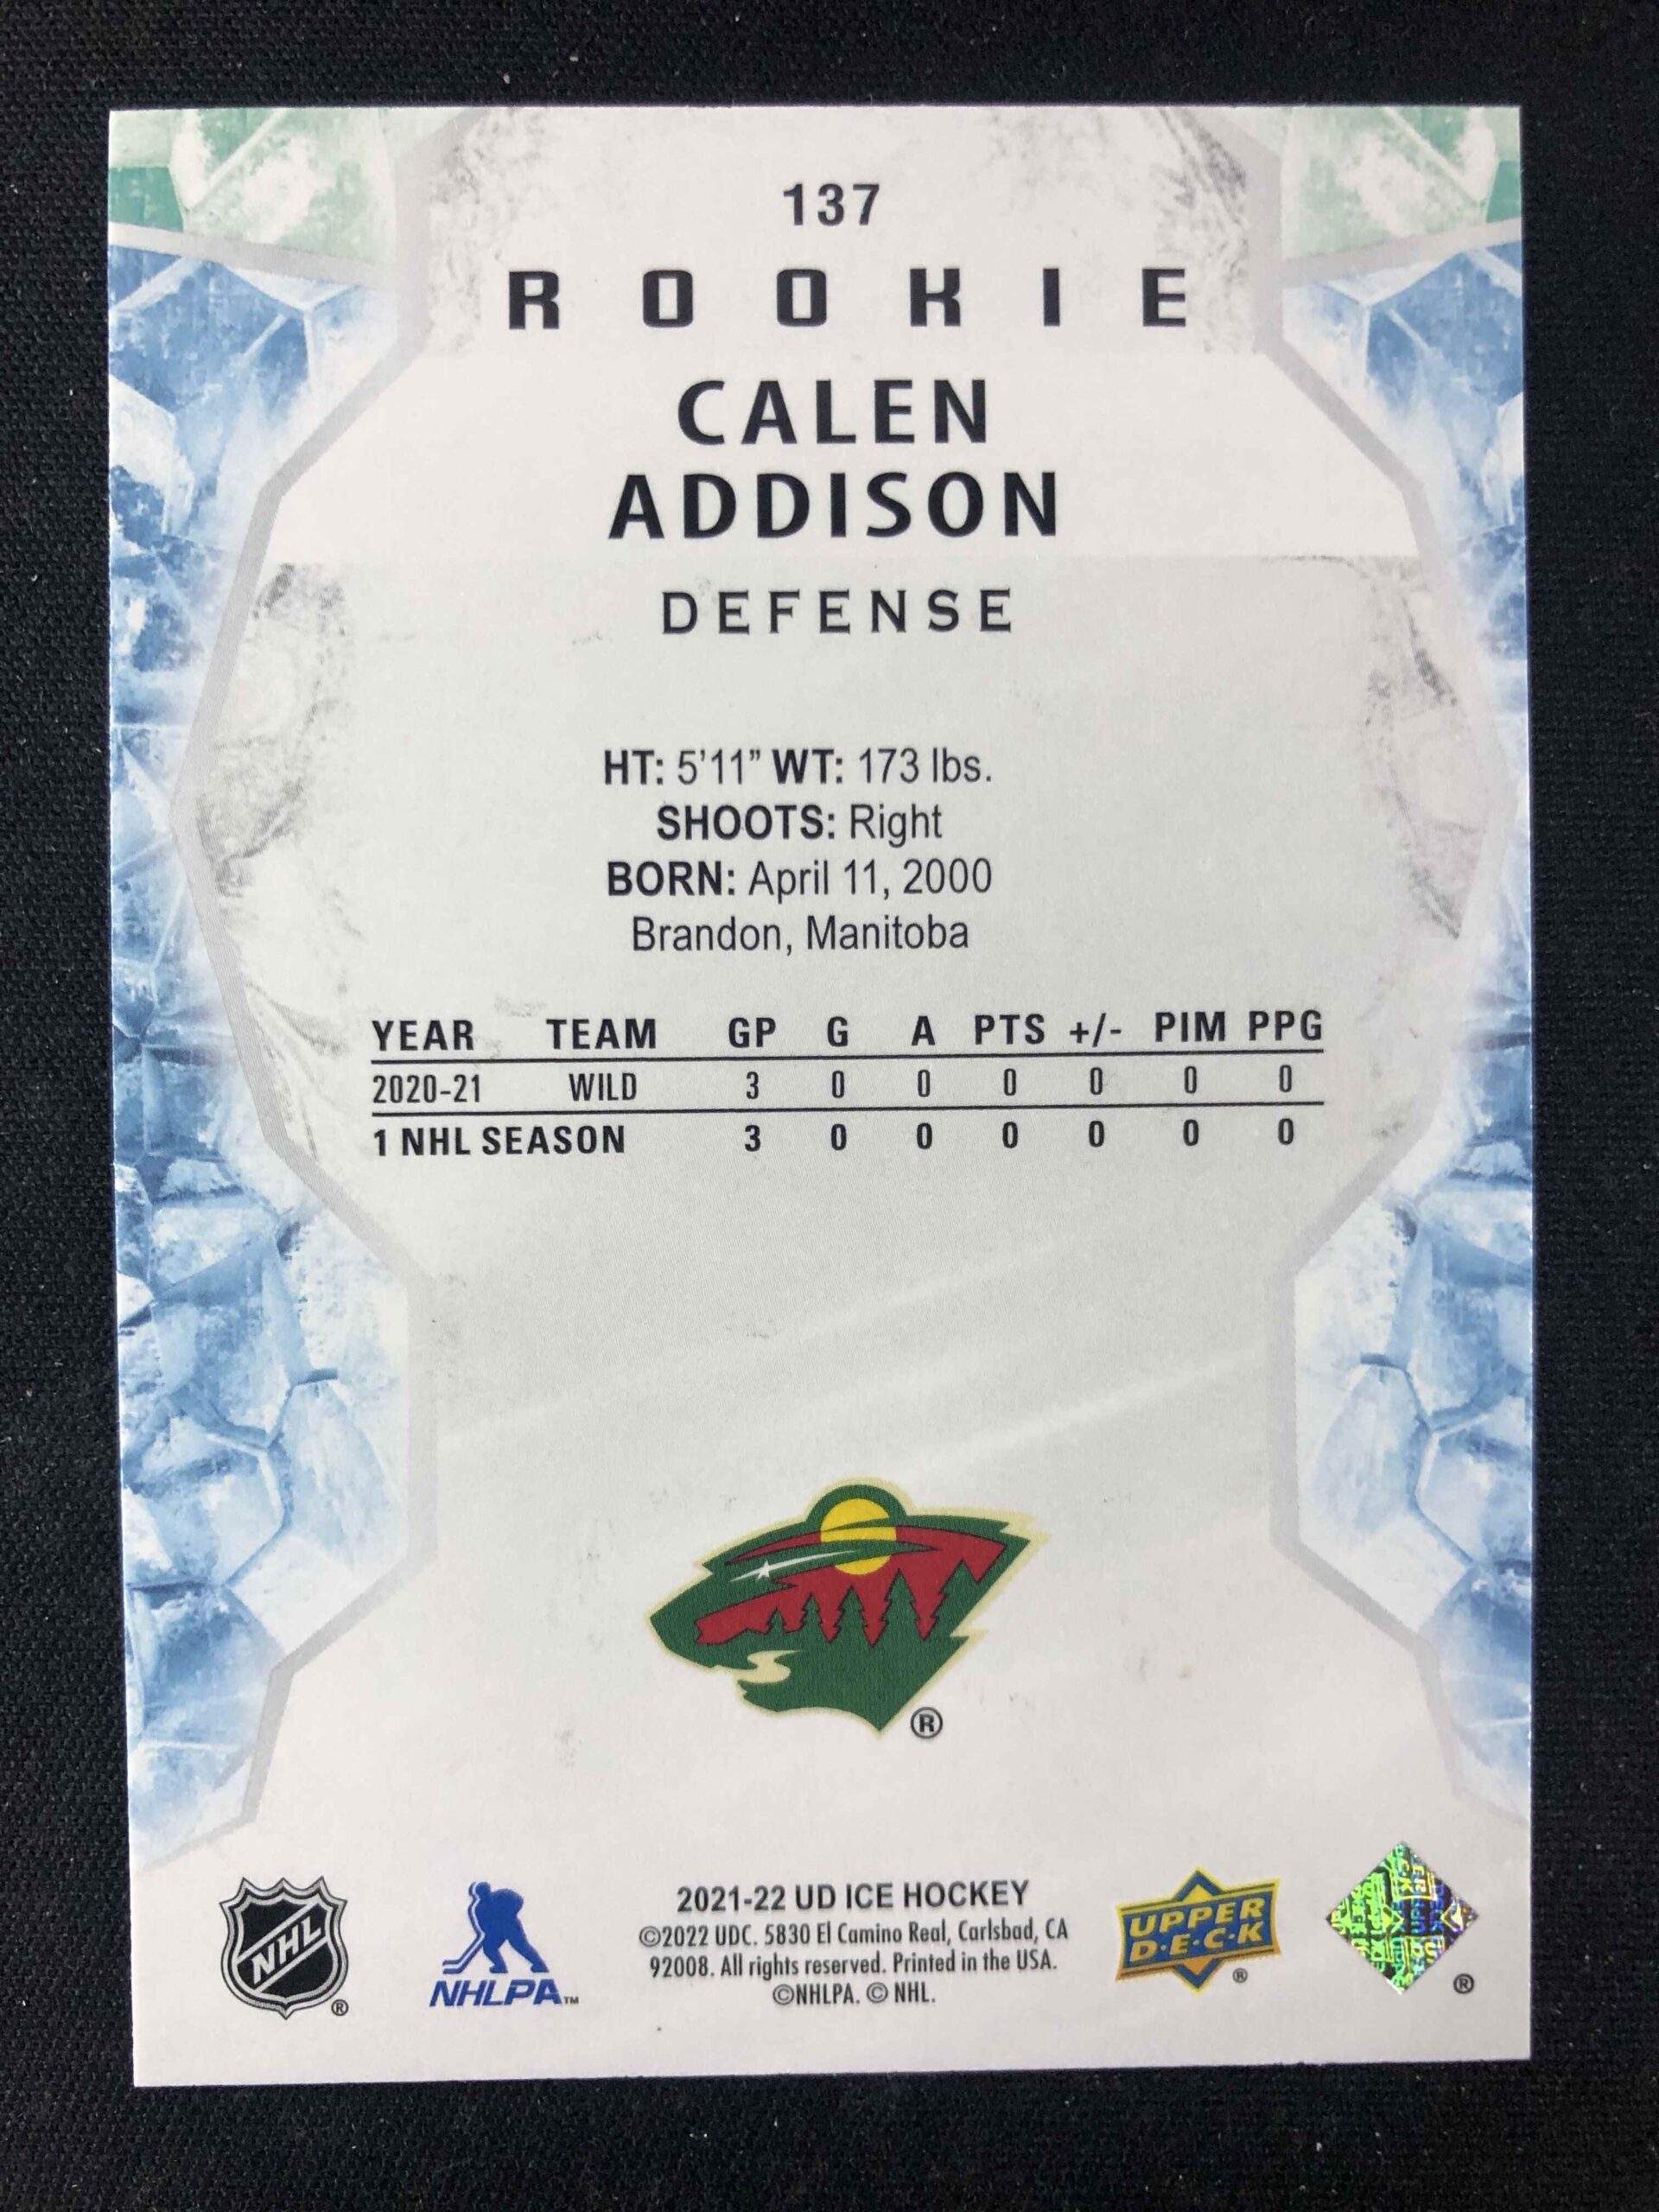 137
ROOKIE
CALEN
ADDISON
DEFENSE
HT: 5'11" WT: 173 lbs.
SHOOTS: Right
BORN: April 11, 2000
Brandon, Manitoba
YEAR TEAM GP G A PTS +/- PIM PPG
2020-21 WILD 3 0 0 0 0 0 0
1 NHL SEASON 3 0 0 0 0 0 0
®
NHL ®
NHLPA™
2021-22 UD ICE HOCKEY
©2022 UDC. 5830 El Camino Real, Carlsbad, CA
92008. All rights reserved. Printed in the USA.
©NHLPA. © NHL.
UPPER
D·E·C·K ®
®